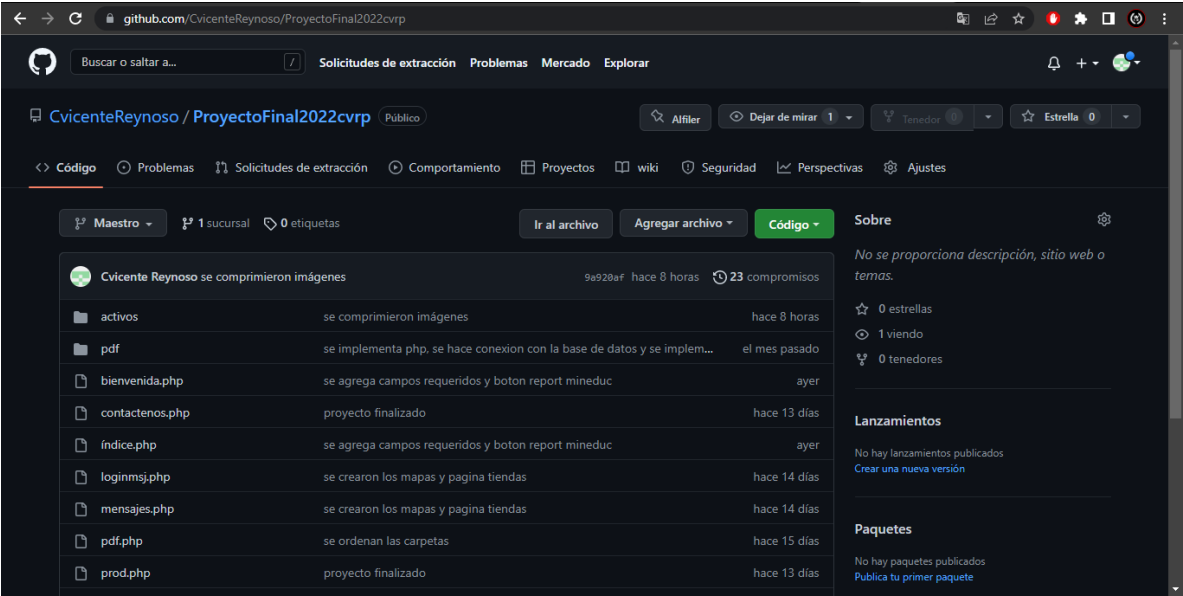 github.com/CvicenteReynoso/ProyectoFinal2022cvrp
Buscar o saltar a... /
Solicitudes de extracción Problemas Mercado Explorar
CvicenteReynoso / ProyectoFinal2022cvrp Público
Alfiler Dejar de mirar 1 Tenedor 0 Estrella 0
Código Problemas Solicitudes de extracción Comportamiento Proyectos wiki Seguridad Perspectivas Ajustes
Maestro 1 sucursal 0 etiquetas Ir al archivo Agregar archivo Código
Cvicente Reynoso se comprimieron imágenes 9a920af hace 8 horas 23 compromisos
activos se comprimieron imágenes hace 8 horas
pdf se implementa php, se hace conexion con la base de datos y se implem... el mes pasado
bienvenida.php se agrega campos requeridos y boton report mineduc ayer
contactenos.php proyecto finalizado hace 13 días
índice.php se agrega campos requeridos y boton report mineduc ayer
loginmsj.php se crearon los mapas y pagina tiendas hace 14 días
mensajes.php se crearon los mapas y pagina tiendas hace 14 días
pdf.php se ordenan las carpetas hace 15 días
prod.php proyecto finalizado hace 13 días
Sobre
No se proporciona descripción, sitio web o
temas.
0 estrellas
1 viendo
0 tenedores
Lanzamientos
No hay lanzamientos publicados
Crear una nueva versión
Paquetes
No hay paquetes publicados
Publica tu primer paquete